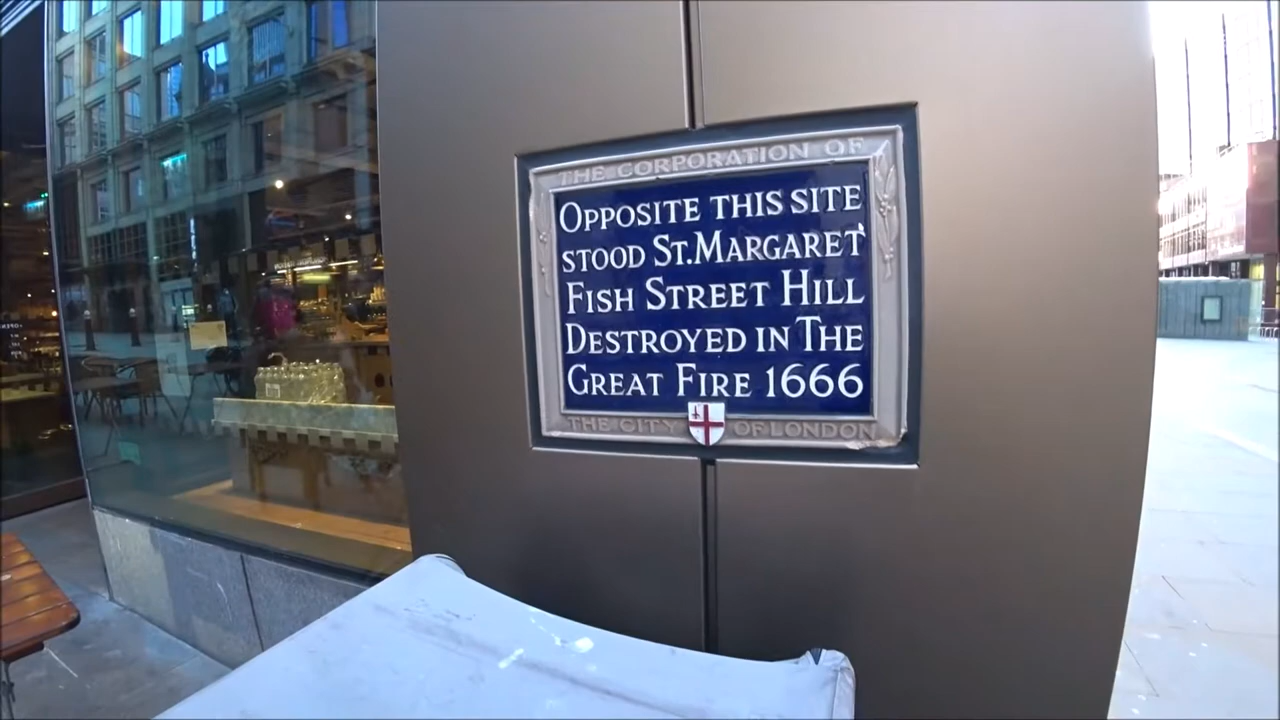 THE CORPORATION OF
OPPOSITE THIS SITE
STOOD ST. MARGARET
FISH STREET HILL
DESTROYED IN THE
GREAT FIRE 1666
THE CITY OF LONDON